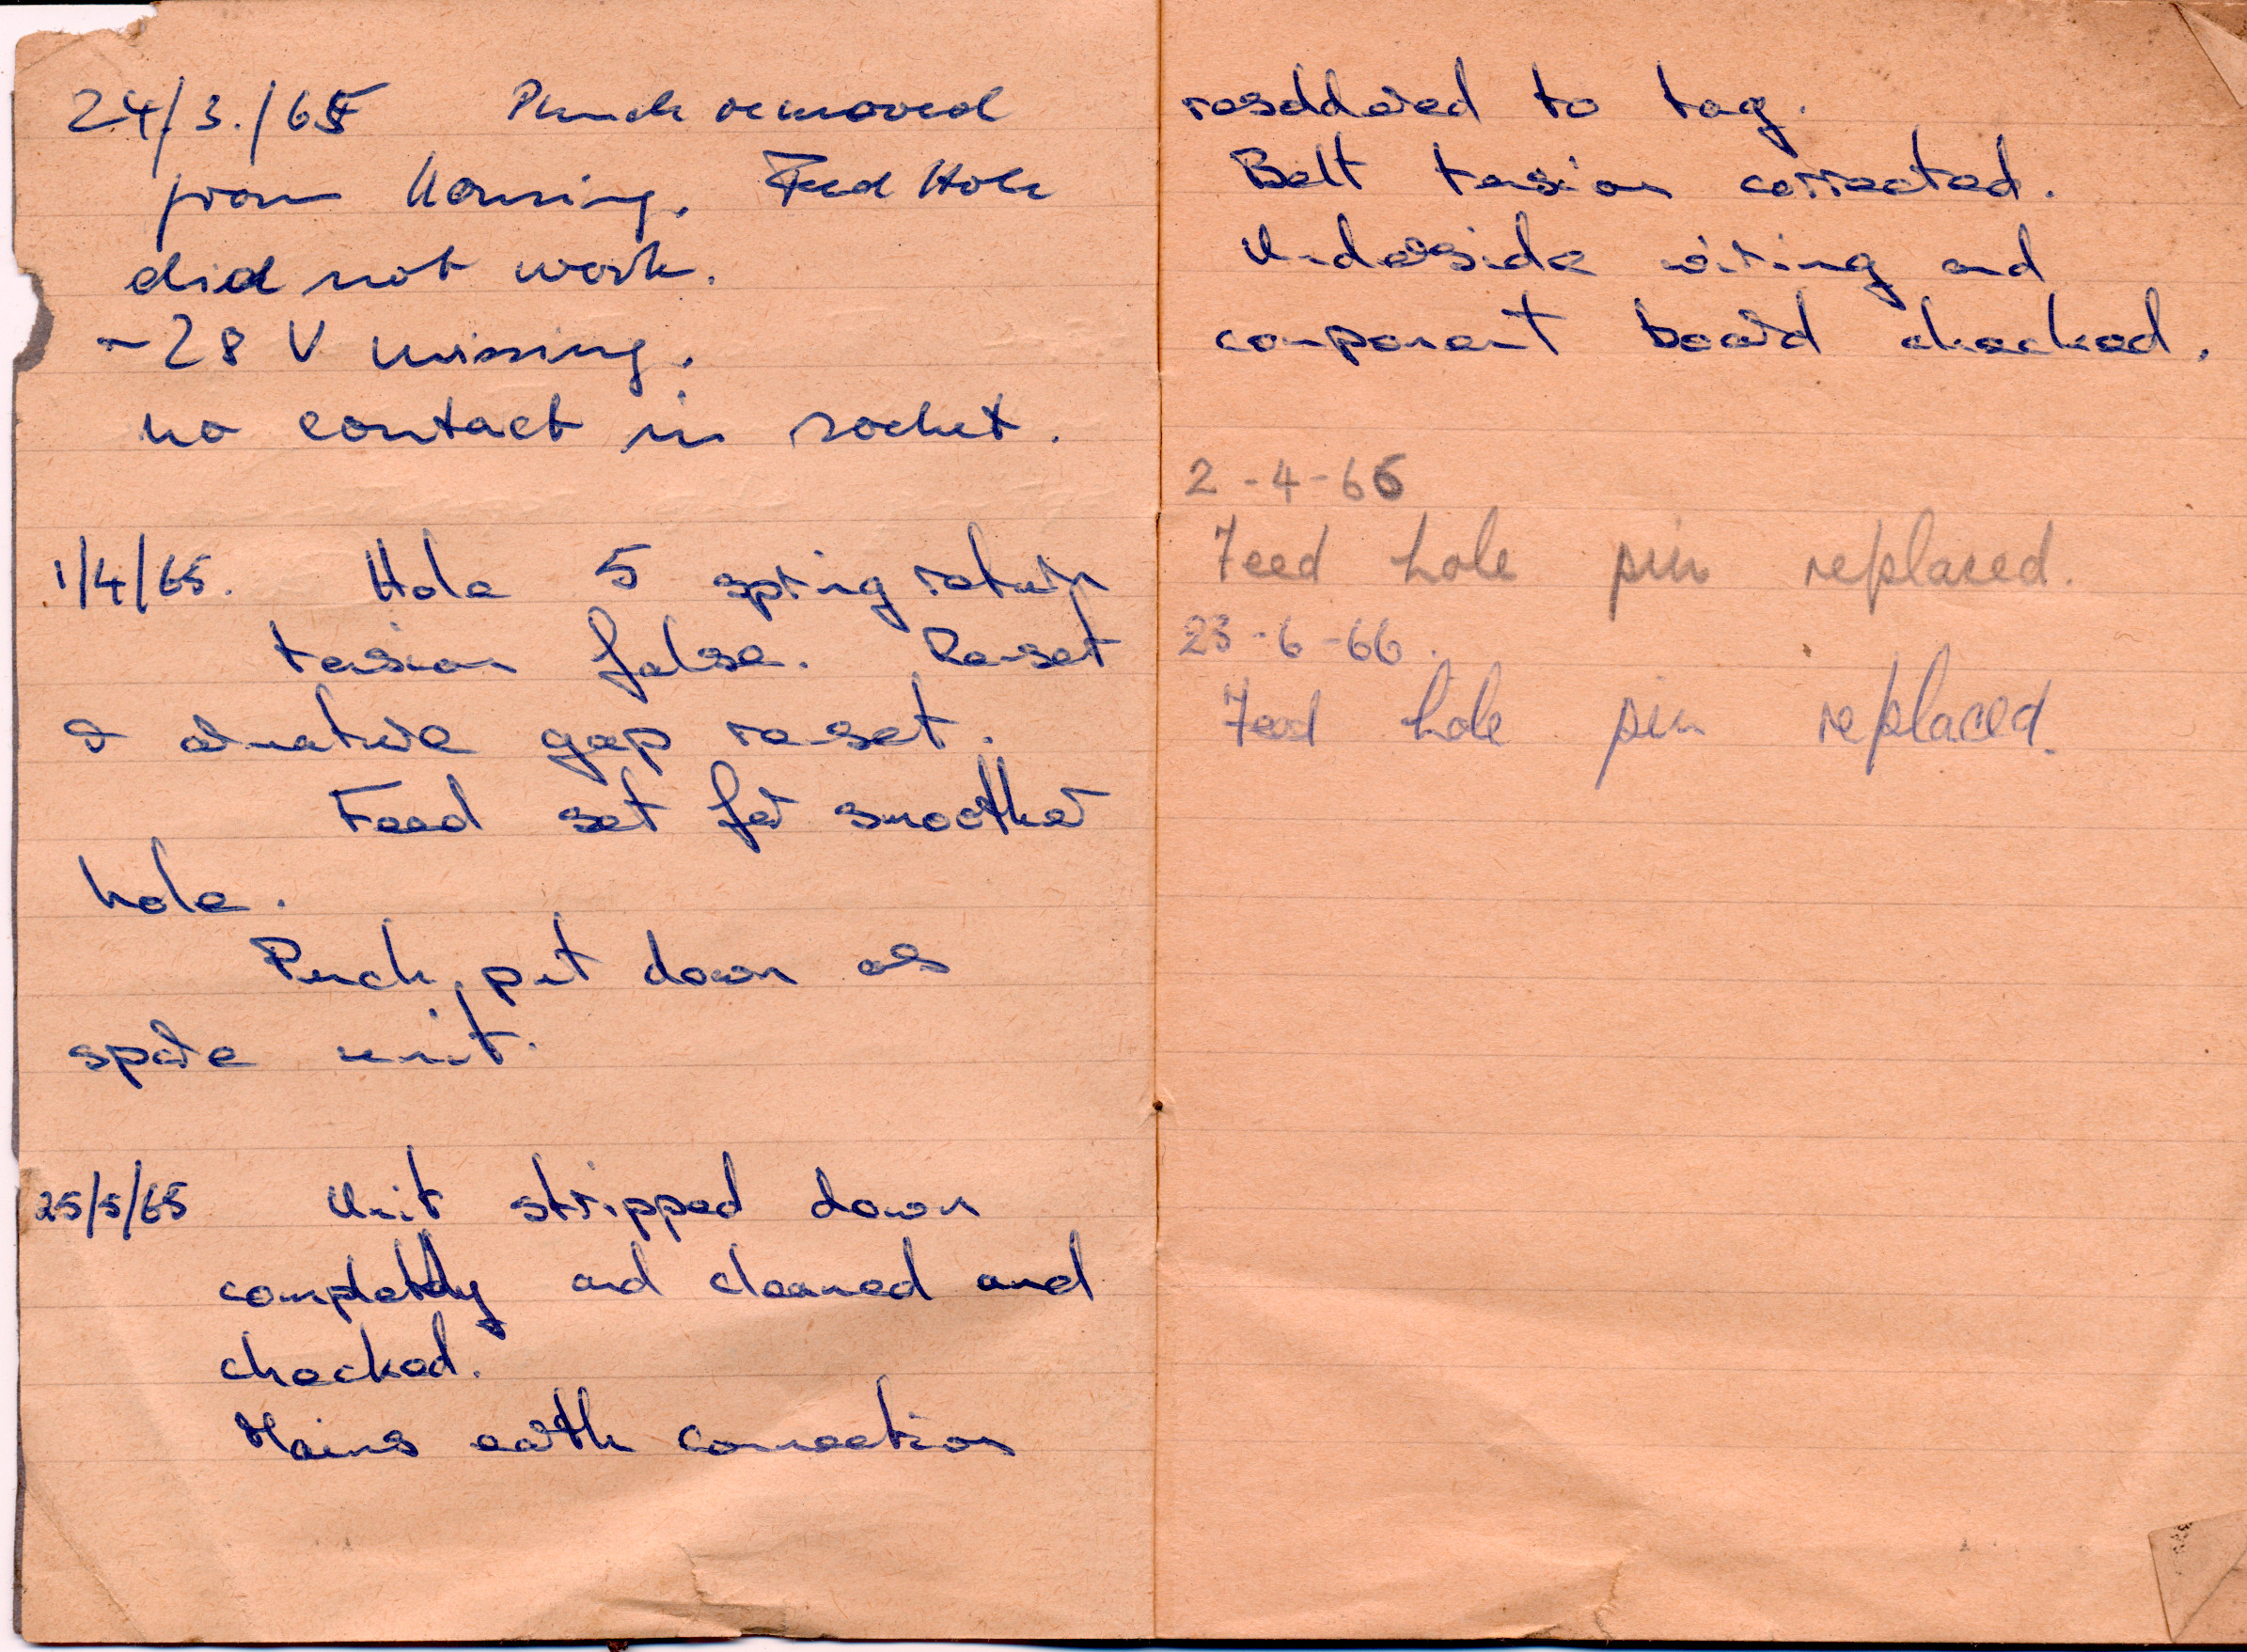 24/3./65 Punch removed
from housing. Feed Hole
did not work.
-28 V missing.
no contact in socket.
1/4/65. Hole 5 spring return
tension false. Re-set
& armature gap re-set.
Feed set for smoother
hole.
Punch put down as
spare unit.
25/5/65 Unit stripped down
completely and cleaned and
checked.
Mains earth connection
resoldered to tag.
Belt tension corrected.
Underside wiring and
component board checked.
2-4-66
Feed hole pin replaced.
23-6-66.
Feed hole pin replaced.